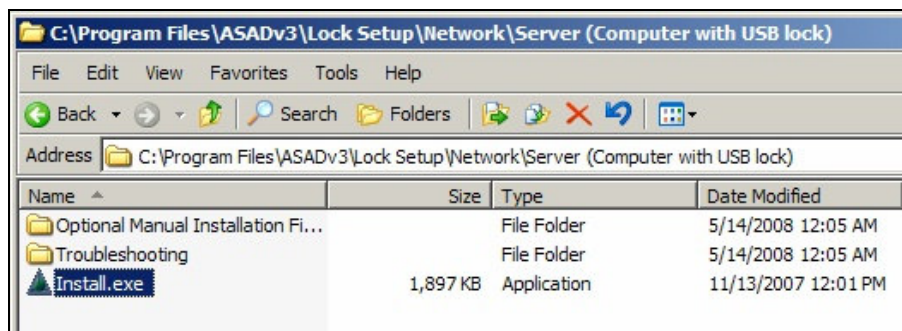 C:\Program Files\ASADv3\Lock Setup\Network\Server (Computer with USB lock)
File Edit View Favorites Tools Help
Back Search Folders
Address C:\Program Files\ASADv3\Lock Setup\Network\Server (Computer with USB lock)
Name Size Type Date Modified
Optional Manual Installation Fi... File Folder 5/14/2008 12:05 AM
Troubleshooting File Folder 5/14/2008 12:05 AM
Install.exe 1,897 KB Application 11/13/2007 12:01 PM